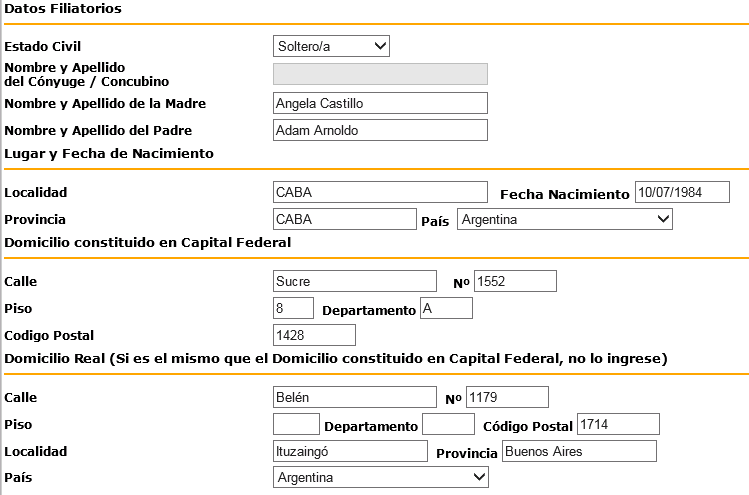 Datos Filiatorios
Estado Civil Soltero/a
Nombre y Apellido
del Cónyuge / Concubino
Nombre y Apellido de la Madre Angela Castillo
Nombre y Apellido del Padre Adam Arnoldo
Lugar y Fecha de Nacimiento
Localidad CABA Fecha Nacimiento 10/07/1984
Provincia CABA País Argentina
Domicilio constituido en Capital Federal
Calle Sucre Nº 1552
Piso 8 Departamento A
Codigo Postal 1428
Domicilio Real (Si es el mismo que el Domicilio constituido en Capital Federal, no lo ingrese)
Calle Belén Nº 1179
Piso Departamento Código Postal 1714
Localidad Ituzaingó Provincia Buenos Aires
País Argentina